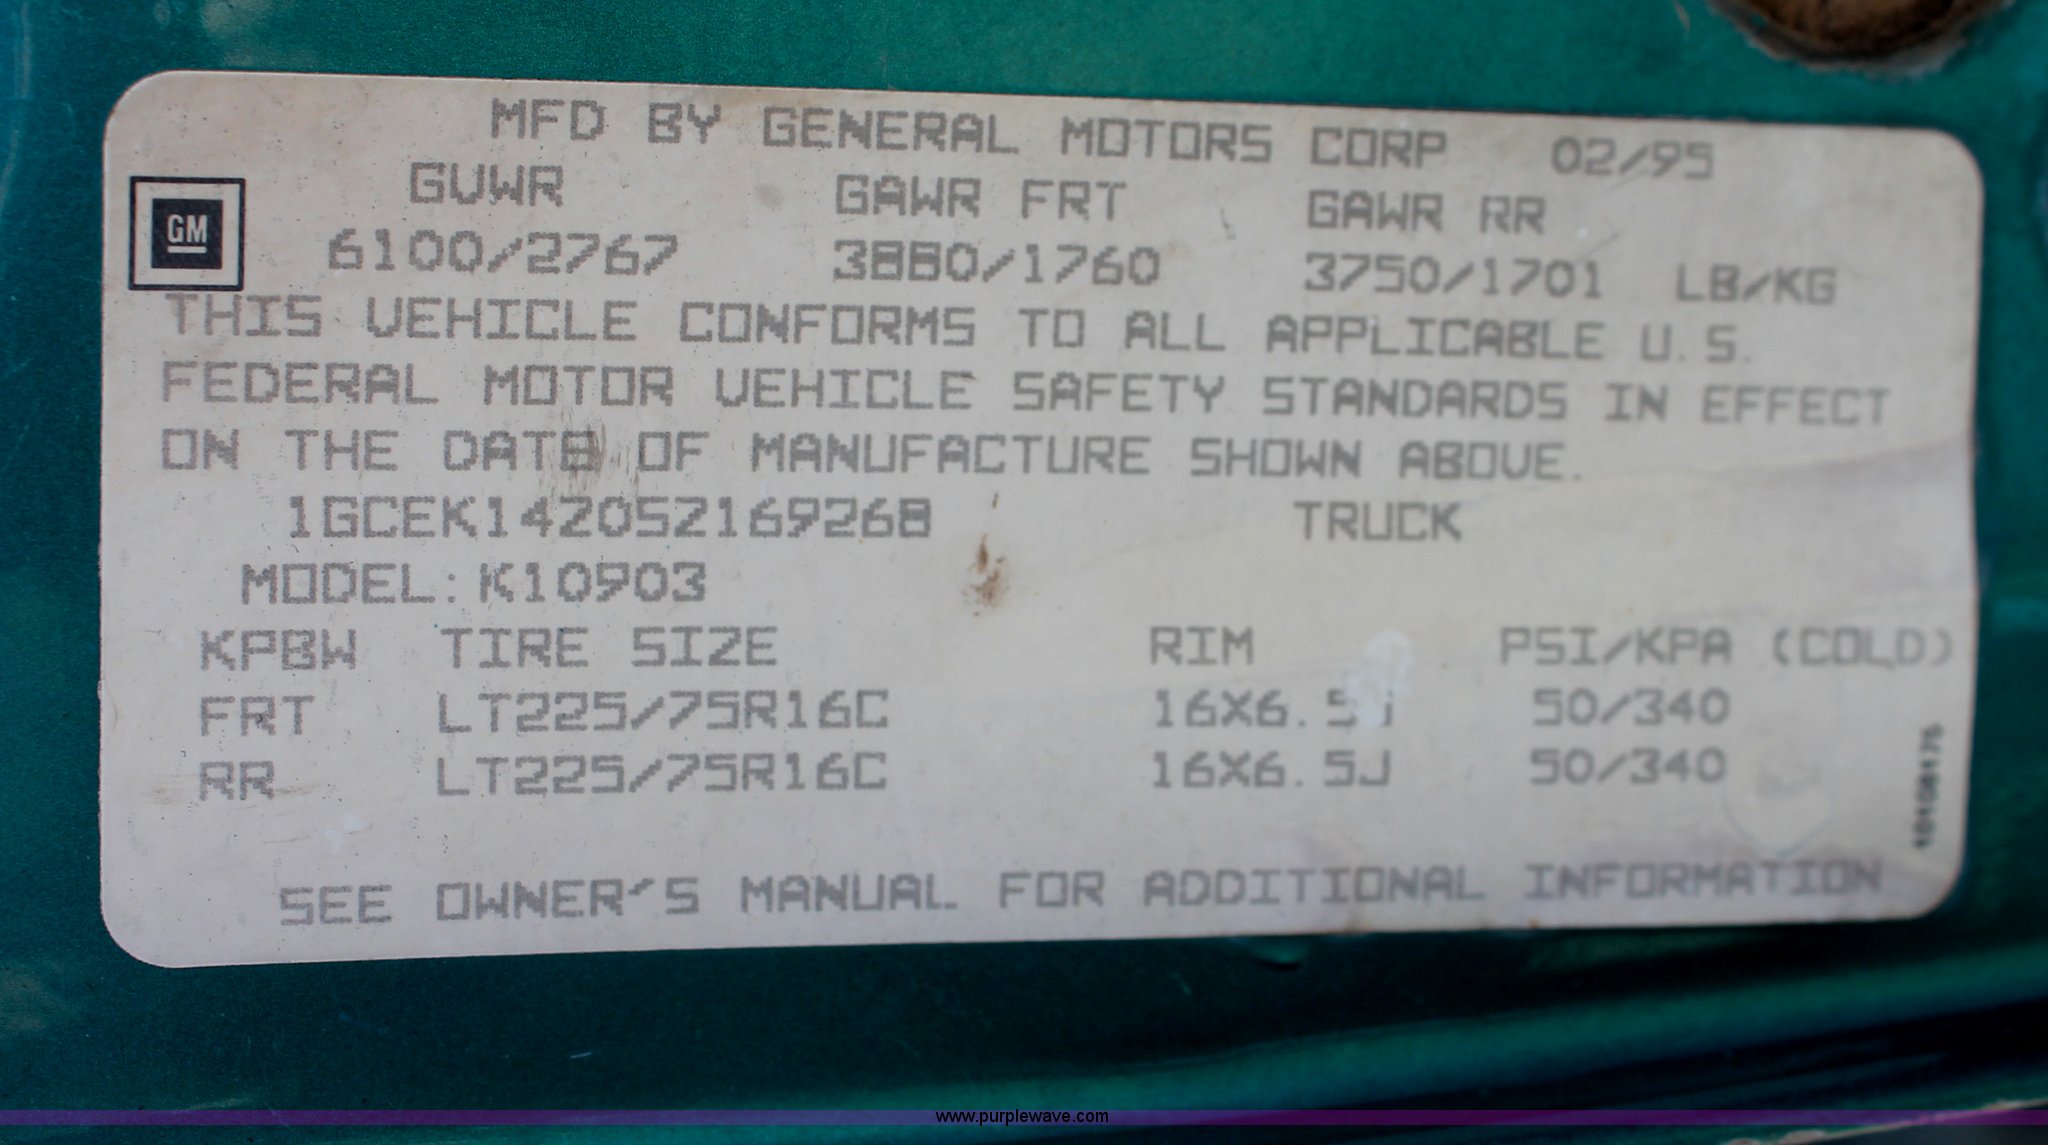 MFD BY GENERAL MOTORS CORP 02/95
GVWR GAWR FRT GAWR RR
GM
6100/2767 3880/1760 3750/1701 LB/KG
THIS VEHICLE CONFORMS TO ALL APPLICABLE U.S.
FEDERAL MOTOR VEHICLE SAFETY STANDARDS IN EFFECT
ON THE DATE OF MANUFACTURE SHOWN ABOVE.
1GCEK14Z0SZ169268 TRUCK
MODEL: K10903
KPBW TIRE SIZE RIM PSI/KPA (COLD)
FRT LT225/75R16C 16X6.5J 50/340
RR LT225/75R16C 16X6.5J 50/340
SEE OWNER'S MANUAL FOR ADDITIONAL INFORMATION
www.purplewave.com